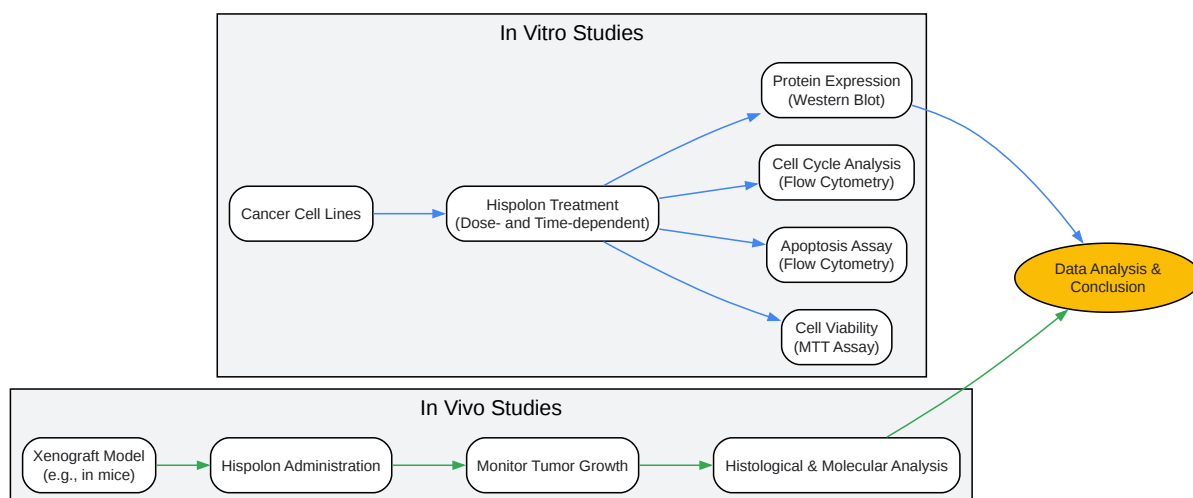 In Vitro Studies
Protein Expression
(Western Blot)
Cell Cycle Analysis
(Flow Cytometry)
Cancer Cell Lines
Hispolon Treatment
(Dose- and Time-dependent)
Apoptosis Assay
(Flow Cytometry)
Cell Viability
(MTT Assay)
Data Analysis &
Conclusion
In Vivo Studies
Xenograft Model
(e.g., in mice)
Hispolon Administration
Monitor Tumor Growth
Histological & Molecular Analysis